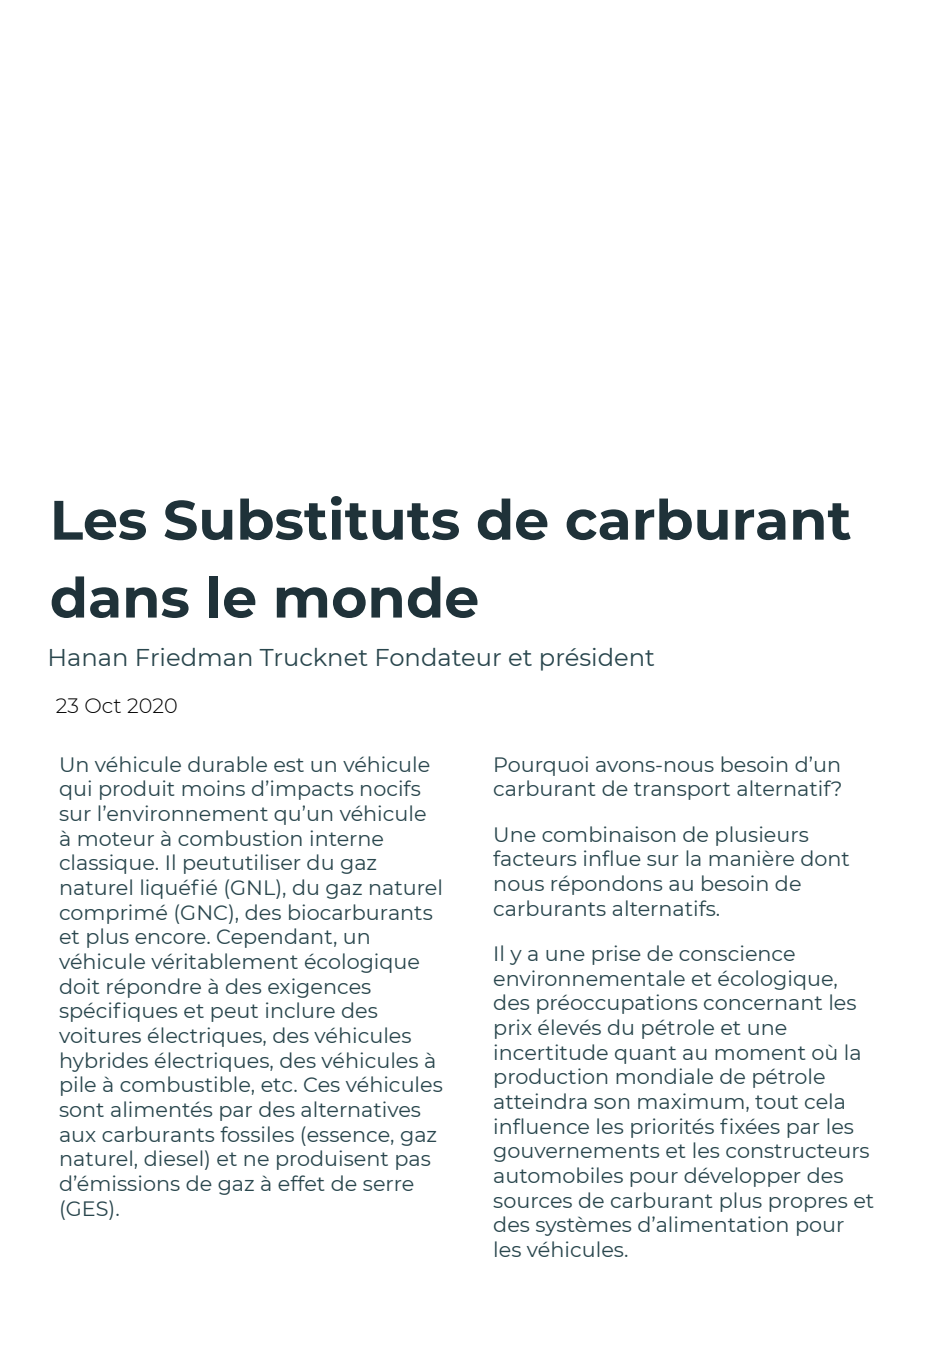 Les Substituts de carburant
dans le monde
Hanan Friedman Trucknet Fondateur et président
23 Oct 2020
Un véhicule durable est un véhicule
qui produit moins d’impacts nocifs
sur l’environnement qu’un véhicule
à moteur à combustion interne
classique. Il peututiliser du gaz
naturel liquéfié (GNL), du gaz naturel
comprimé (GNC), des biocarburants
et plus encore. Cependant, un
véhicule véritablement écologique
doit répondre à des exigences
spécifiques et peut inclure des
voitures électriques, des véhicules
hybrides électriques, des véhicules à
pile à combustible, etc. Ces véhicules
sont alimentés par des alternatives
aux carburants fossiles (essence, gaz
naturel, diesel) et ne produisent pas
d’émissions de gaz à effet de serre
(GES).
Pourquoi avons-nous besoin d’un
carburant de transport alternatif?
Une combinaison de plusieurs
facteurs influe sur la manière dont
nous répondons au besoin de
carburants alternatifs.
Il y a une prise de conscience
environnementale et écologique,
des préoccupations concernant les
prix élevés du pétrole et une
incertitude quant au moment où la
production mondiale de pétrole
atteindra son maximum, tout cela
influence les priorités fixées par les
gouvernements et les constructeurs
automobiles pour développer des
sources de carburant plus propres et
des systèmes d’alimentation pour
les véhicules.